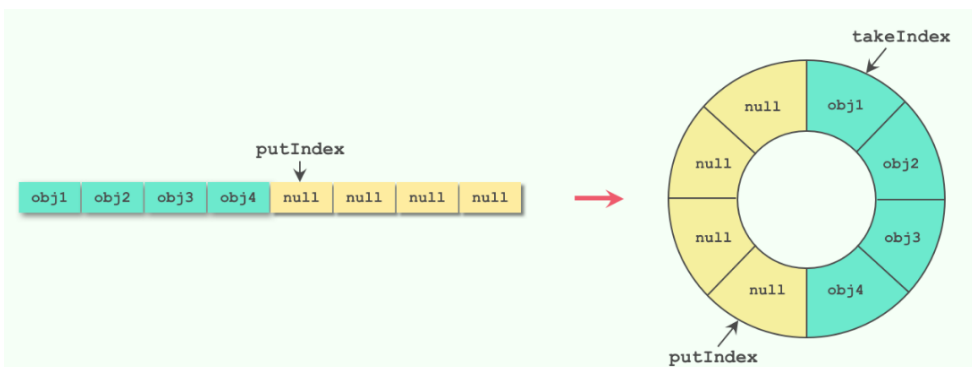 putIndex
obj1 obj2 obj3 obj4 null null null null
takeIndex
null obj1
null obj2
null obj3
null obj4
putIndex